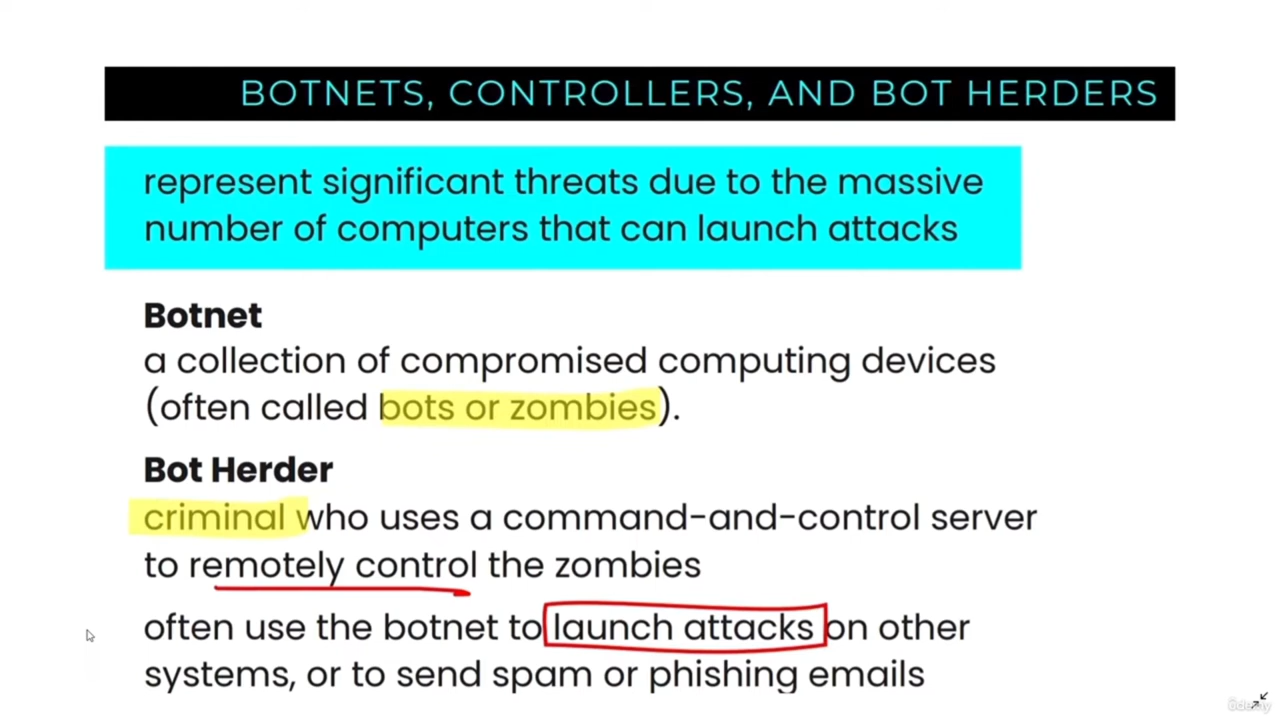 BOTNETS, CONTROLLERS, AND BOT HERDERS
represent significant threats due to the massive
number of computers that can launch attacks
Botnet
a collection of compromised computing devices
(often called bots or zombies).
Bot Herder
criminal who uses a command-and-control server
to remotely control the zombies
often use the botnet to launch attacks on other
systems, or to send spam or phishing emails
ûdemy